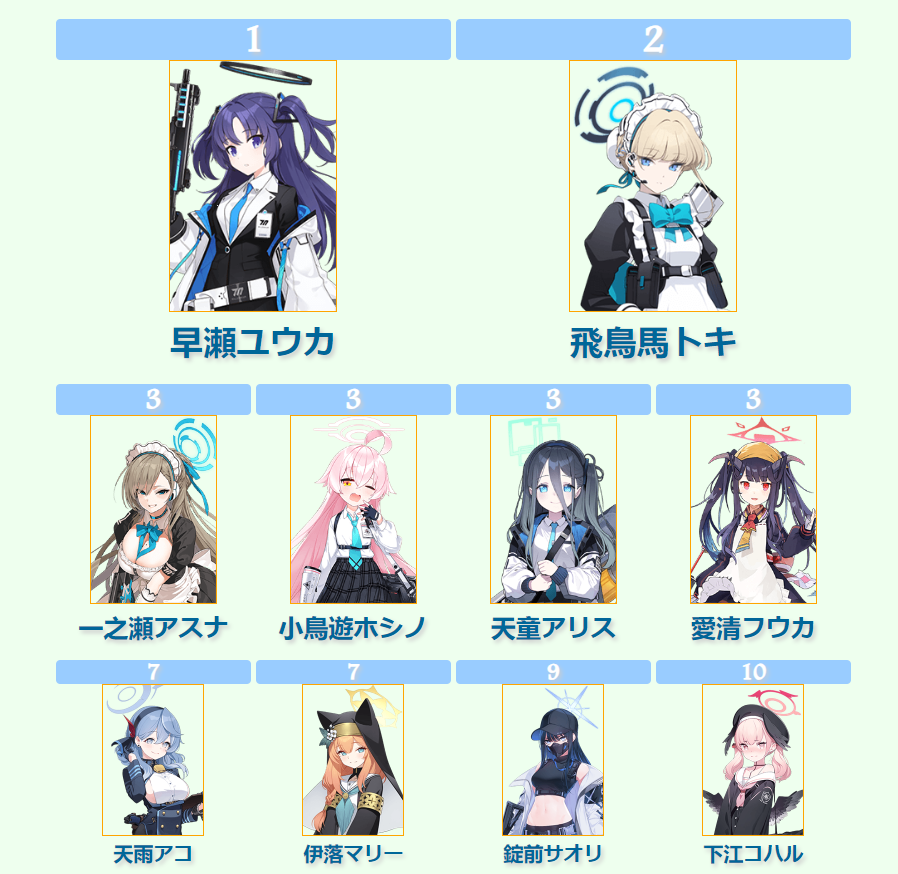 1 2
早瀬ユウカ 飛鳥馬トキ
3 3 3 3
一之瀬アスナ 小鳥遊ホシノ 天童アリス 愛清フウカ
7 7 9 10
天雨アコ 伊落マリー 錠前サオリ 下江コハル